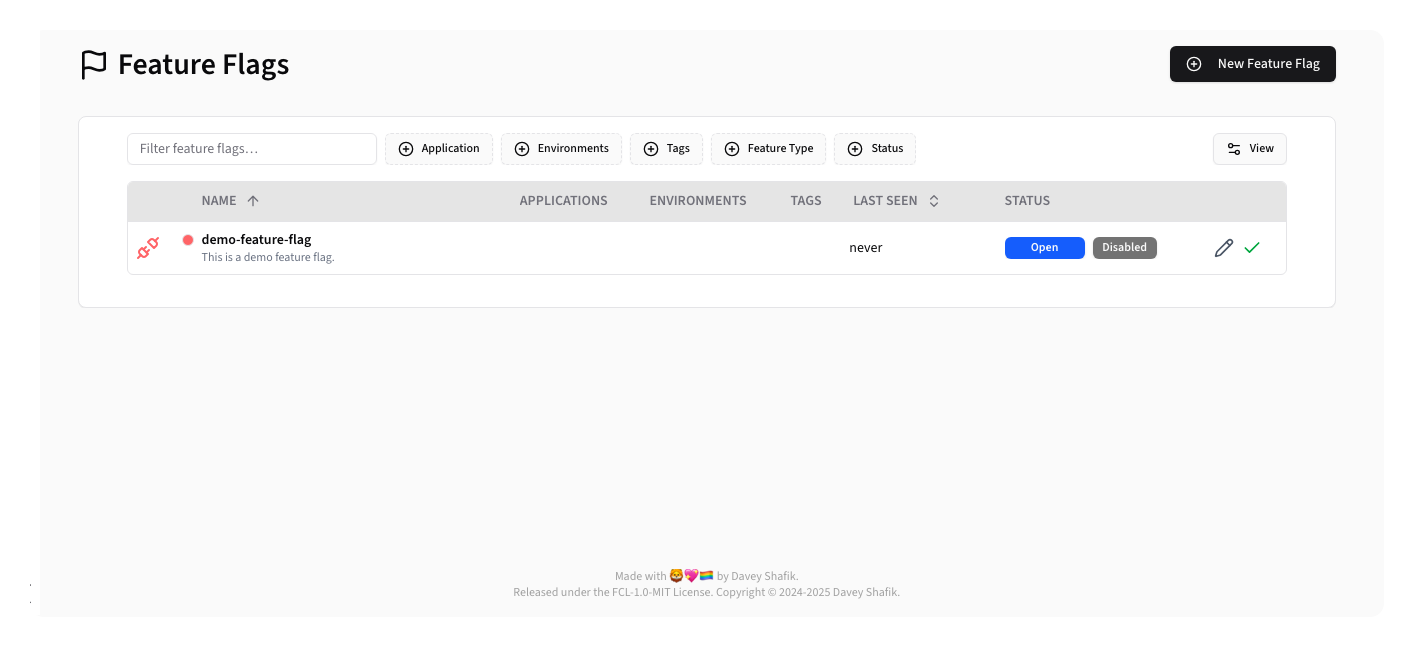 Feature Flags
New Feature Flag
Filter feature flags...
Application
Environments
Tags
Feature Type
Status
View
NAME APPLICATIONS ENVIRONMENTS TAGS LAST SEEN STATUS
demo-feature-flag
This is a demo feature flag.
never
Open
Disabled
Made with 🦁💖🏳️‍🌈 by Davey Shafik.
Released under the FCL-1.0-MIT License. Copyright © 2024-2025 Davey Shafik.